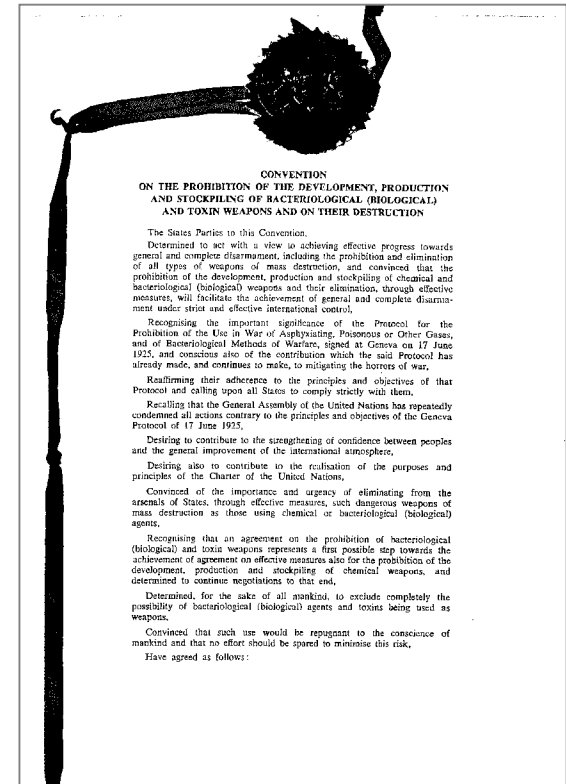 CONVENTION
ON THE PROHIBITION OF THE DEVELOPMENT, PRODUCTION
AND STOCKPILING OF BACTERIOLOGICAL (BIOLOGICAL)
AND TOXIN WEAPONS AND ON THEIR DESTRUCTION
The States Parties to this Convention,
Determined to act with a view to achieving effective progress towards
general and complete disarmament, including the prohibition and elimination
of all types of weapons of mass destruction, and convinced that the
prohibition of the development, production and stockpiling of chemical and
bacteriological (biological) weapons and their elimination, through effective
measures, will facilitate the achievement of general and complete disarma-
ment under strict and effective international control,
Recognising the important significance of the Protocol for the
Prohibition of the Use in War of Asphyxiating, Poisonous or Other Gases,
and of Bacteriological Methods of Warfare, signed at Geneva on 17 June
1925, and conscious also of the contribution which the said Protocol has
already made, and continues to make, to mitigating the horrors of war,
Reaffirming their adherence to the principles and objectives of that
Protocol and calling upon all States to comply strictly with them,
Recalling that the General Assembly of the United Nations has repeatedly
condemned all actions contrary to the principles and objectives of the Geneva
Protocol of 17 June 1925,
Desiring to contribute to the strengthening of confidence between peoples
and the general improvement of the international atmosphere,
Desiring also to contribute to the realisation of the purposes and
principles of the Charter of the United Nations,
Convinced of the importance and urgency of eliminating from the
arsenals of States, through effective measures, such dangerous weapons of
mass destruction as those using chemical or bacteriological (biological)
agents,
Recognising that an agreement on the prohibition of bacteriological
(biological) and toxin weapons represents a first possible step towards the
achievement of agreement on effective measures also for the prohibition of the
development, production and stockpiling of chemical weapons, and
determined to continue negotiations to that end,
Determined, for the sake of all mankind, to exclude completely the
possibility of bacteriological (biological) agents and toxins being used as
weapons,
Convinced that such use would be repugnant to the conscience of
mankind and that no effort should be spared to minimise this risk,
Have agreed as follows: